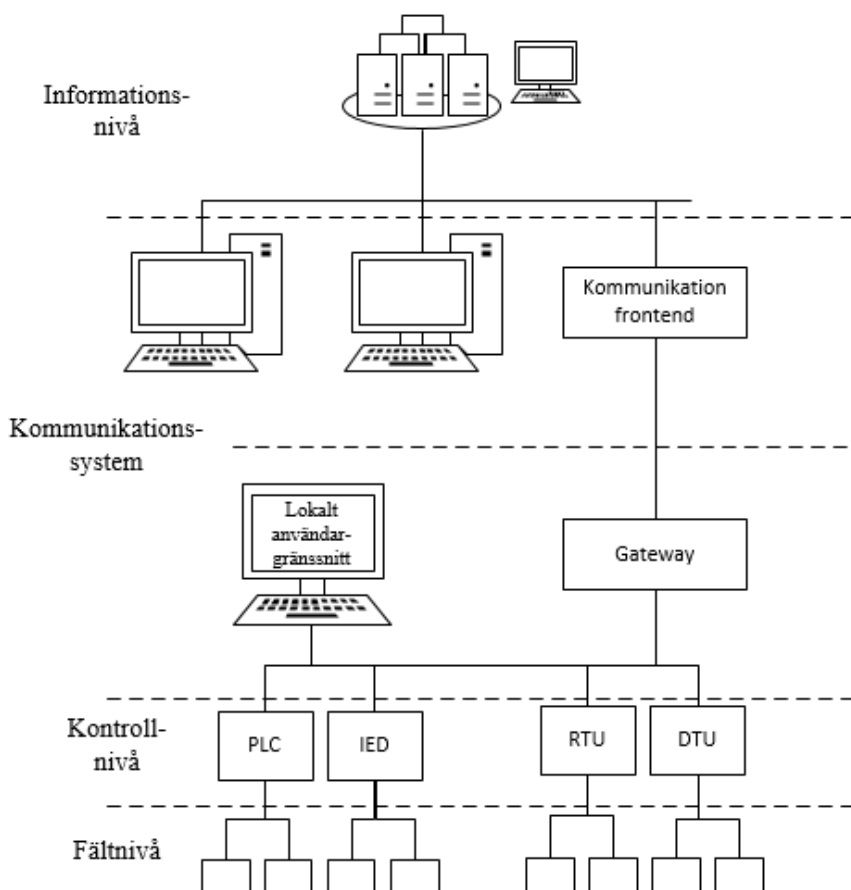 Informations-
nivå
Kommunikation
frontend
Kommunikations-
system
Lokalt
användar-
gränssnitt
Gateway
Kontroll-
nivå
PLC
IED
RTU
DTU
Fältnivå